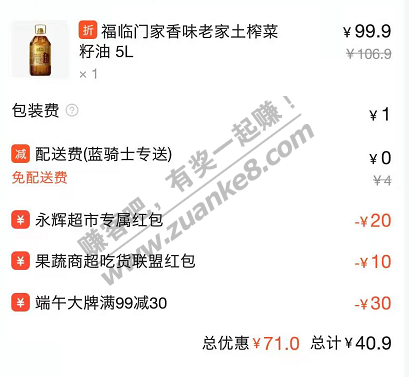 折 福临门家香味老家土榨菜籽油 5L ¥99.9
¥106.9
× 1
包装费 ? ¥1
减 配送费(蓝骑士专送) ¥0
免配送费 ¥4
¥ 永辉超市专属红包 -¥20
¥ 果蔬商超吃货联盟红包 -¥10
¥ 端午大牌满99减30 -¥30
总优惠 ¥71.0 总计 ¥40.9
赚客吧，有奖一起赚！
www.zuanke8.com